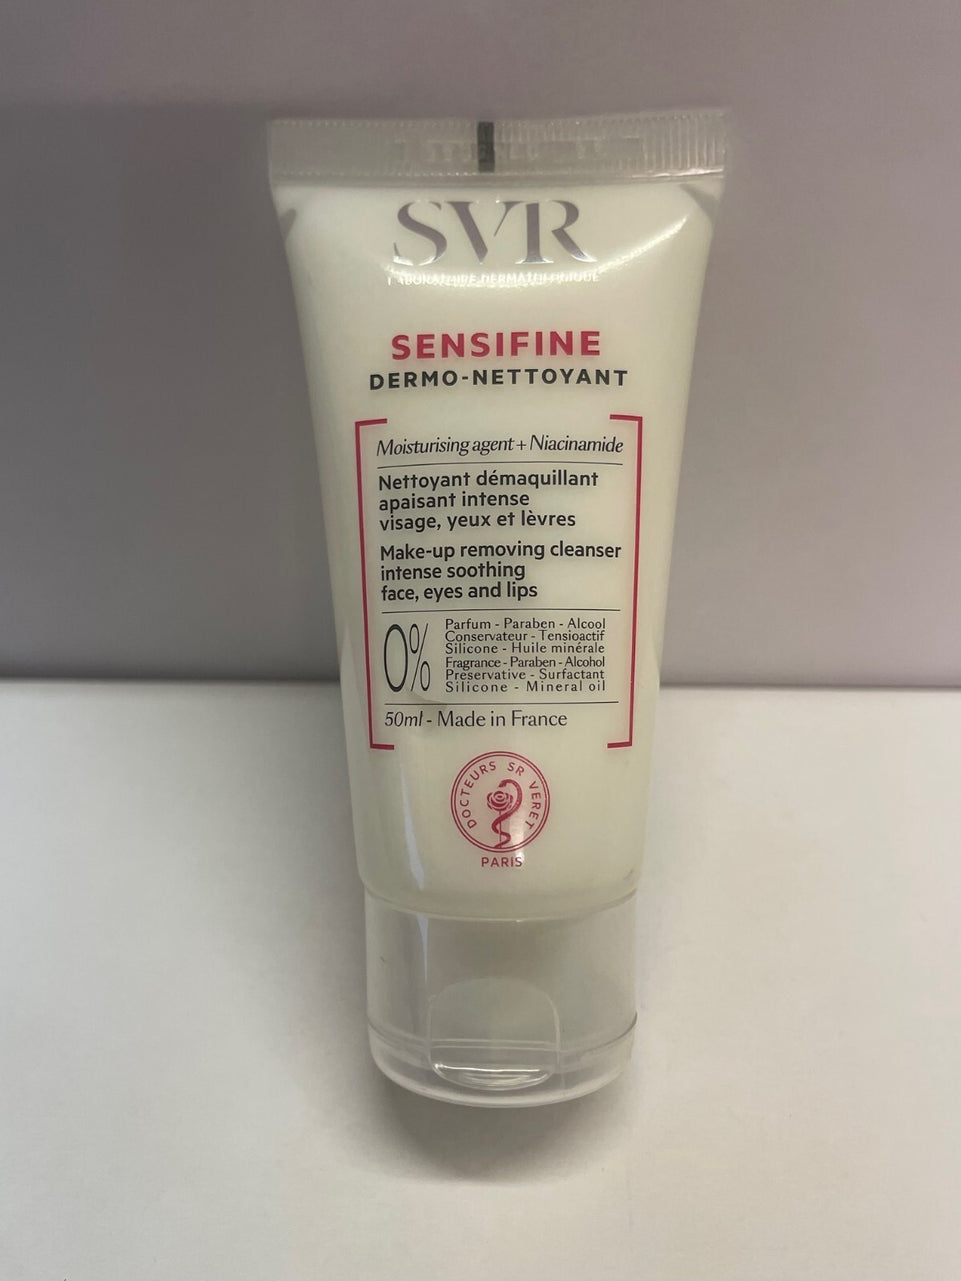 SVR
LABORATOIRE DERMATOLOGIQUE
SENSIFINE
DERMO-NETTOYANT
Moisturising agent + Niacinamide
Nettoyant démaquillant
apaisant intense
visage, yeux et lèvres
Make-up removing cleanser
intense soothing
face, eyes and lips
0%
Parfum - Paraben - Alcool
Conservateur - Tensioactif
Silicone - Huile minérale
Fragrance - Paraben - Alcohol
Preservative - Surfactant
Silicone - Mineral oil
50ml - Made in France
DOCTEURS SR VERET
PARIS